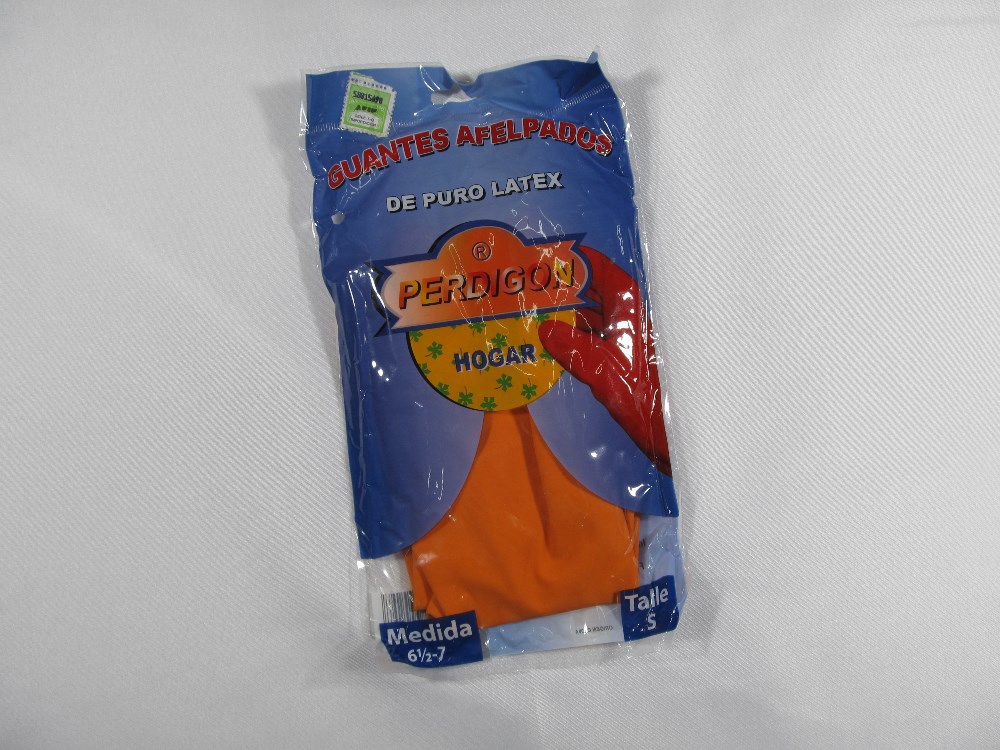 GUANTES AFELPADOS
DE PURO LATEX
®
PERDIGON
HOGAR
Medida
6½-7
Talle
S